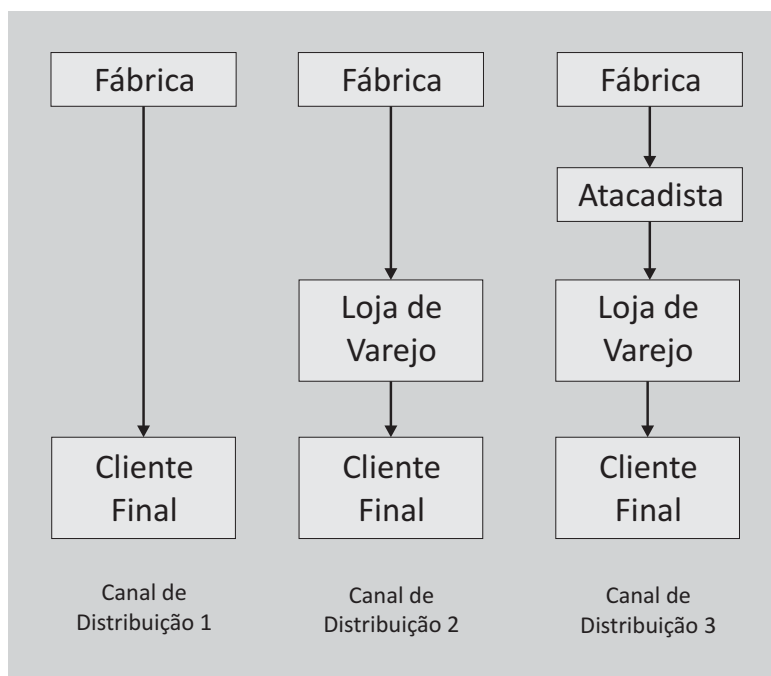 Fábrica
Cliente
Final
Canal de
Distribuição 1
Fábrica
Loja de
Varejo
Cliente
Final
Canal de
Distribuição 2
Fábrica
Atacadista
Loja de
Varejo
Cliente
Final
Canal de
Distribuição 3